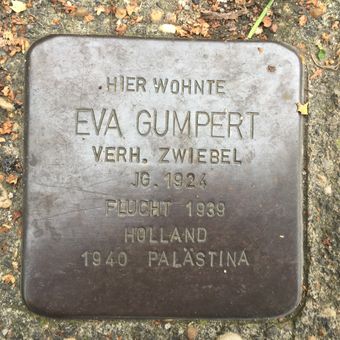 HIER WOHNTE
EVA GUMPERT
VERH. ZWIEBEL
JG. 1924
FLUCHT 1939
HOLLAND
1940 PALÄSTINA